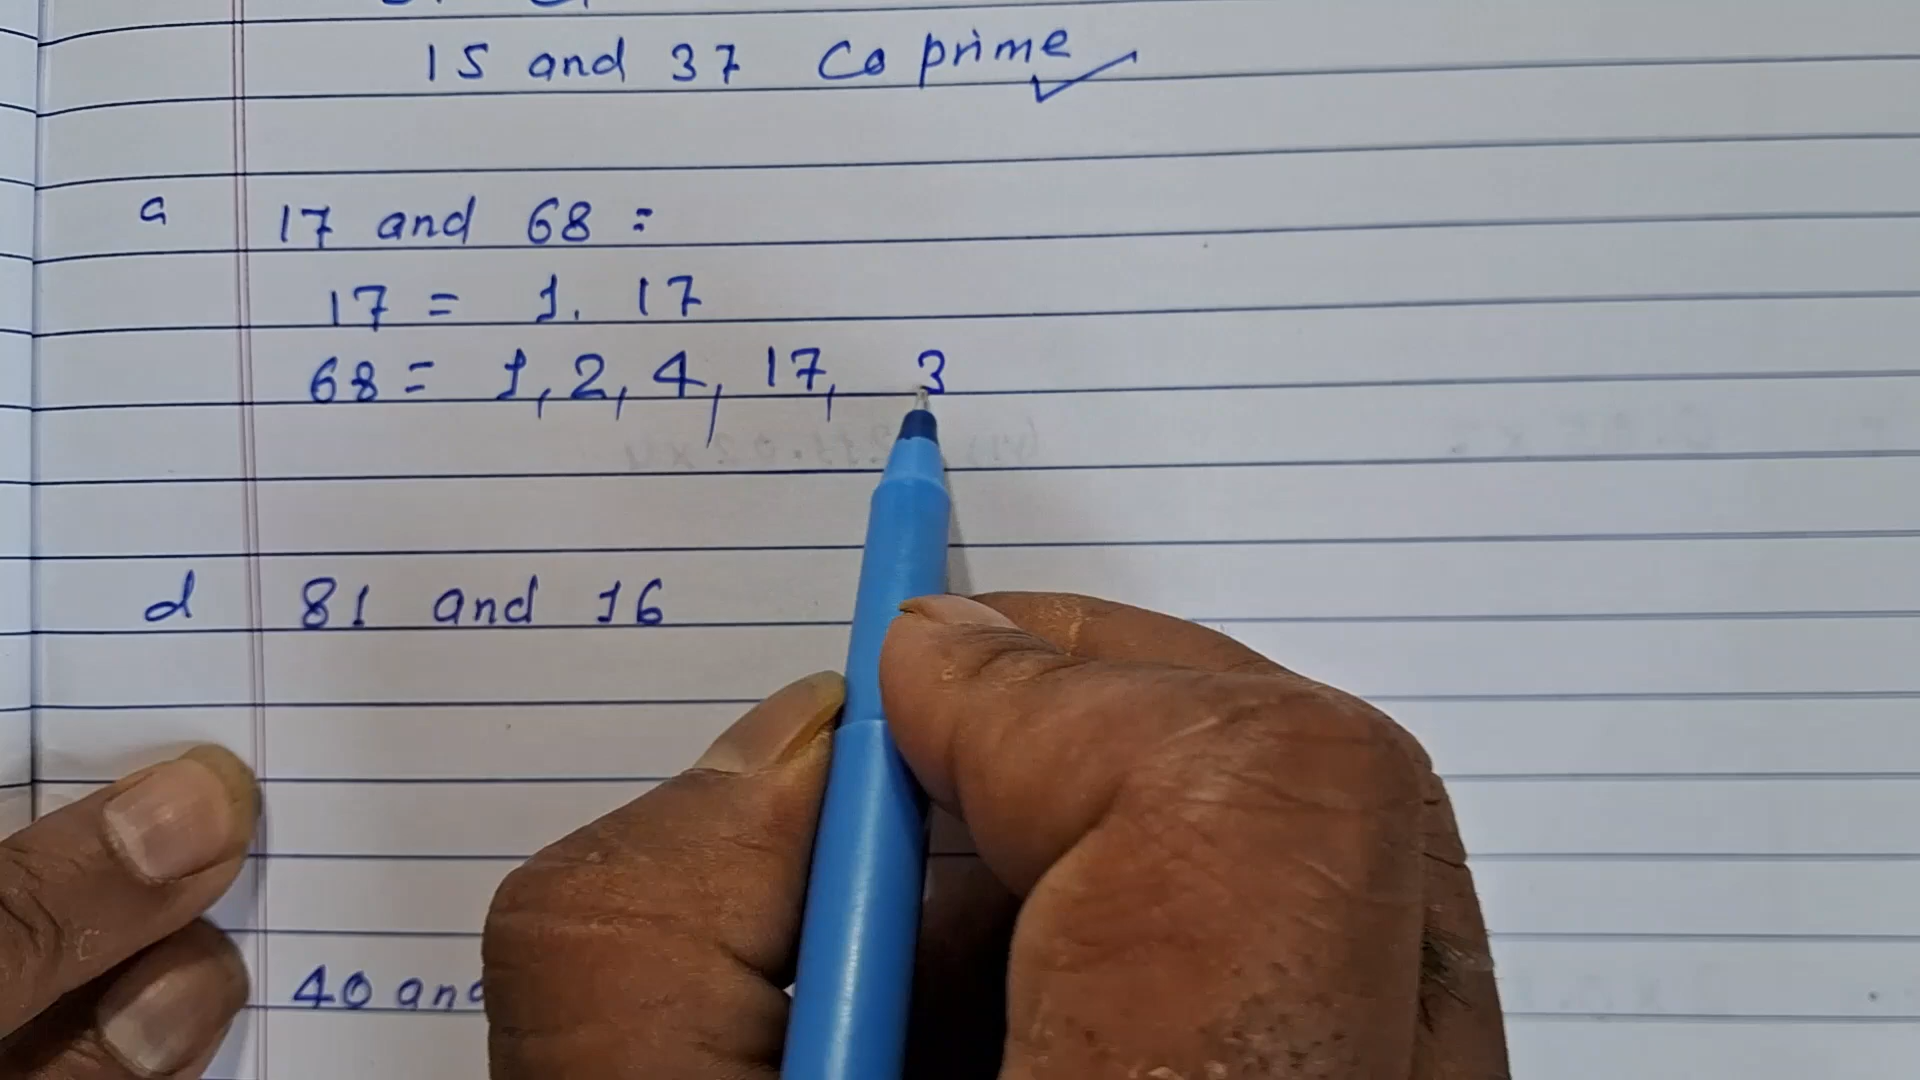 15 and 37 Co prime ✓
a 17 and 68 =
17 = 1. 17
68 = 1, 2, 4, 17, 3
d 81 and 16
40 and